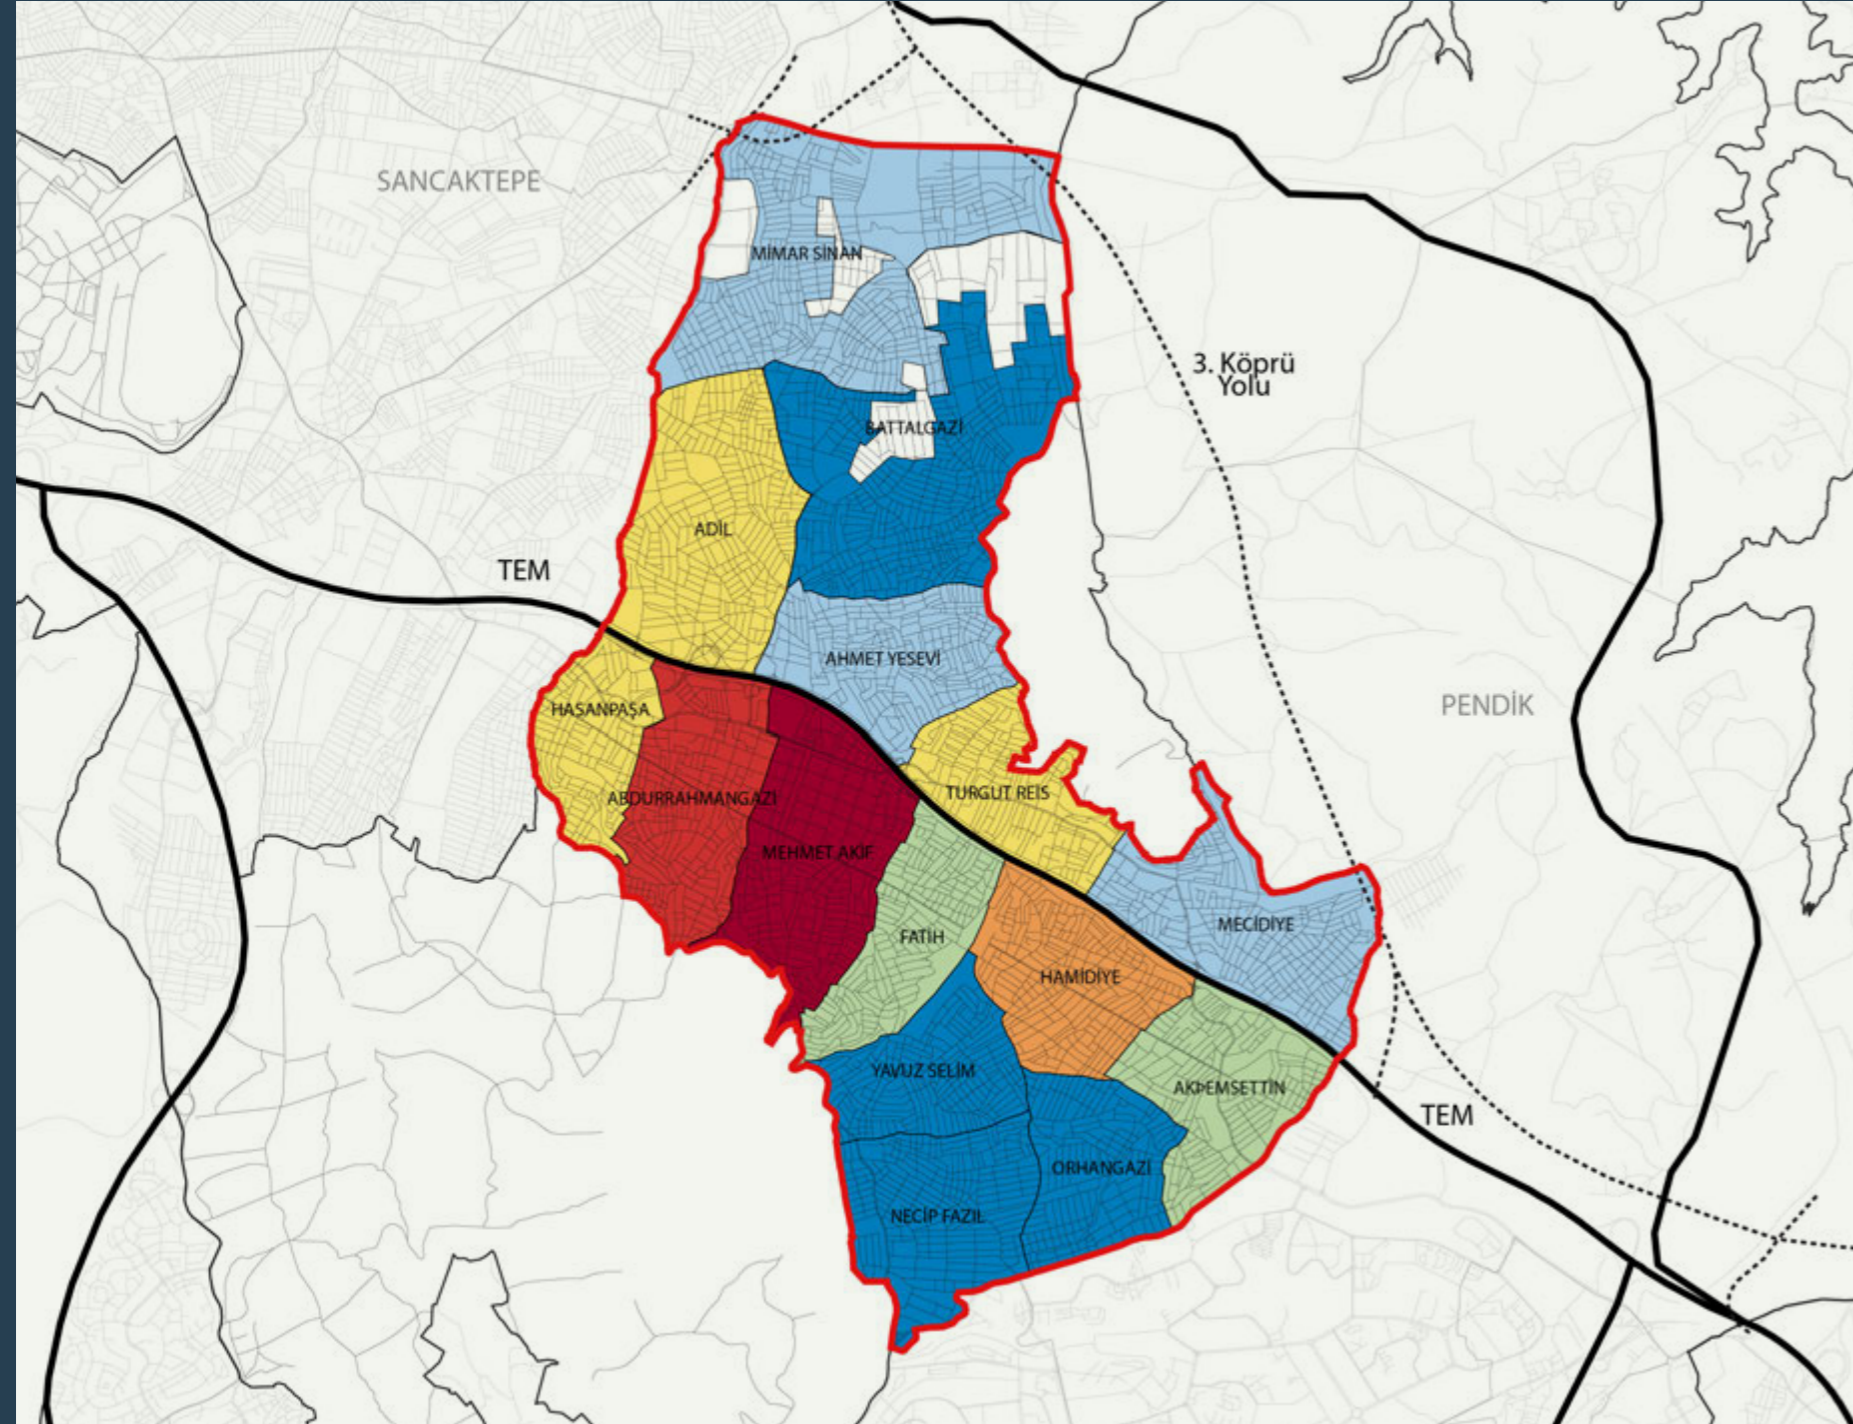 SANCAKTEPE
MİMAR SİNAN
3. Köprü
Yolu
BATTALGAZİ
ADİL
TEM
AHMET YESEVİ
HASANPAŞA
PENDİK
TURGUT REİS
ABDURRAHMANGAZİ
MEHMET AKİF
MECİDİYE
FATİH
HAMİDİYE
YAVUZ SELİM
AKÞEMSETTİN
TEM
ORHANGAZİ
NECİP FAZIL